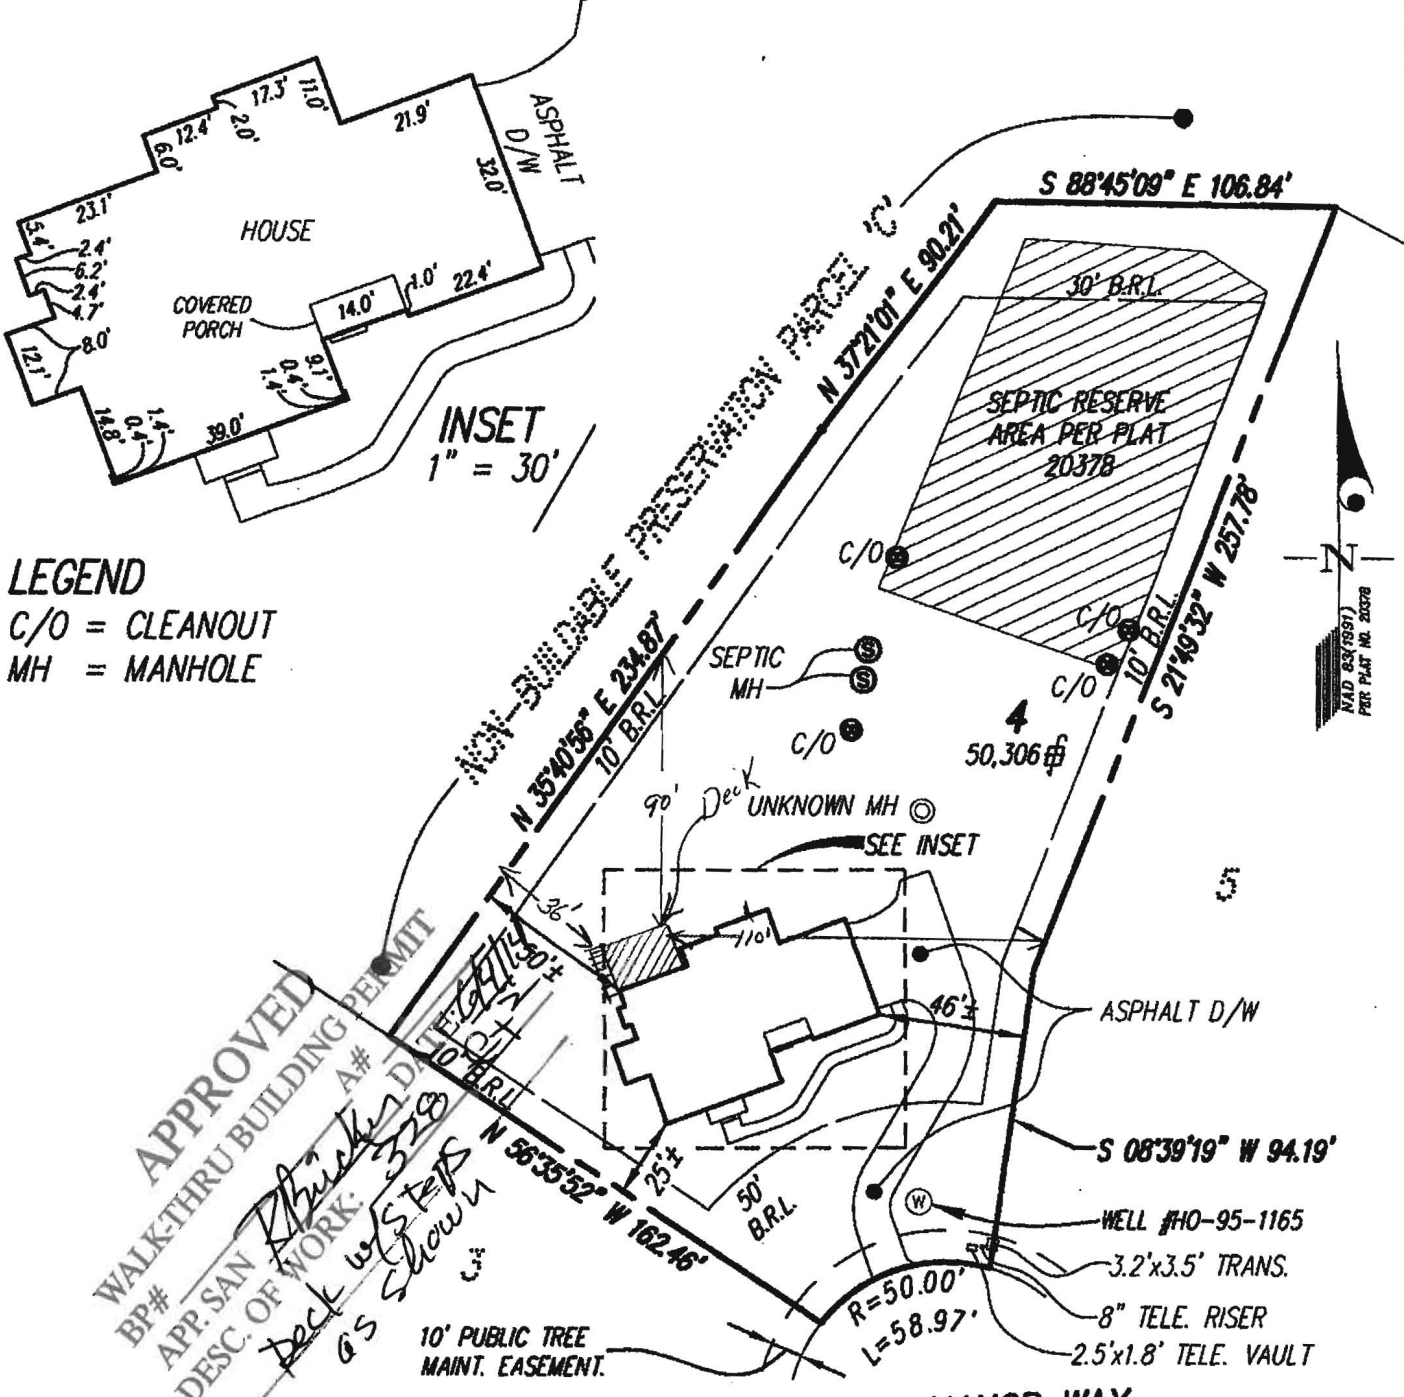 17.3'
11.0'
12.4'
2.0'
6.0'
21.9'
ASPHALT
D/W
32.0'
23.1'
5.4'
2.4'
6.2'
2.4'
4.7'
8.0'
12.1'
HOUSE
COVERED
PORCH
14.0'
1.0'
22.4'
9.1'
0.4'
1.4'
14.8'
0.4'
1.4'
39.0'
INSET
1" = 30'
LEGEND
C/O = CLEANOUT
MH = MANHOLE
NON-BUILDABLE PRESERVATION PARCEL 'C'
S 88°45'09" E 106.84'
N 37°21'01" E 90.21'
30' B.R.L.
SEPTIC RESERVE
AREA PER PLAT
20378
S 21°49'32" W 257.78'
10' B.R.L.
N
NAD 83(1991)
PER PLAT NO. 20378
C/O
C/O
C/O
SEPTIC
MH
S
S
C/O
4
50,306
N 35°40'56" E 234.87'
10' B.R.L.
90'
Deck
UNKNOWN MH
SEE INSET
5
36'
50'±
110'
46'±
ASPHALT D/W
APPROVED
WALK-THRU BUILDING PERMIT
BP#
A#
APP. SAN
DATE:
DESC. OF WORK:
328
Deck w/Steps
as shown
10' B.R.L.
N 56°35'52" W 162.46'
25'±
50'
B.R.L.
3
S 08°39'19" W 94.19'
W
WELL #HO-95-1165
3.2'x3.5' TRANS.
8" TELE. RISER
2.5'x1.8' TELE. VAULT
R=50.00'
L=58.97'
10' PUBLIC TREE
MAINT. EASEMENT.
MANOR WAY